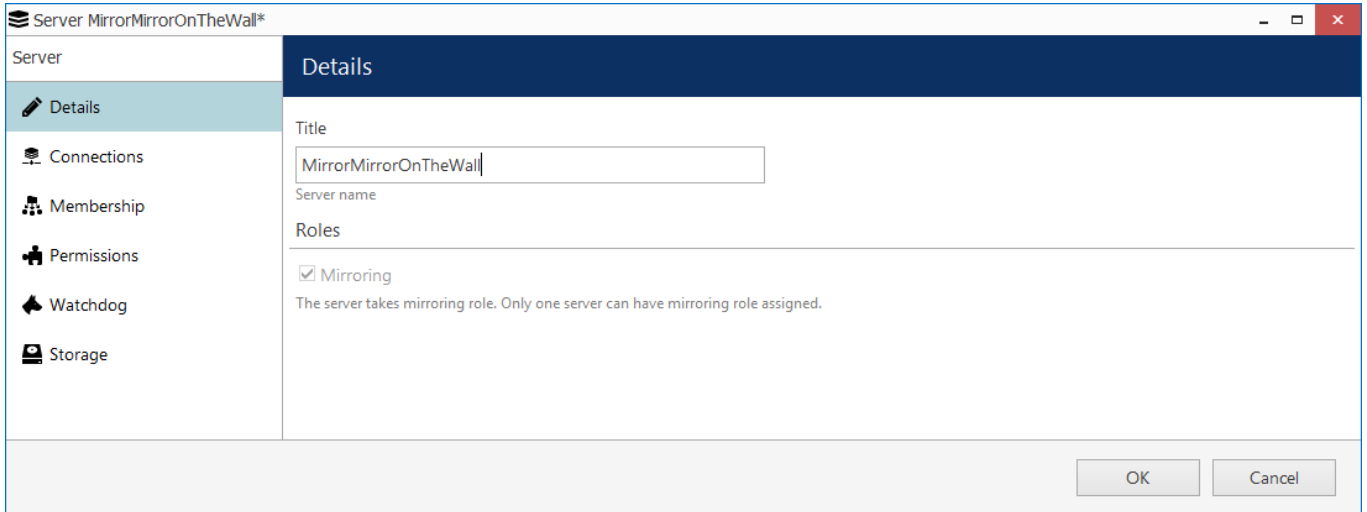 Server MirrorMirrorOnTheWall*
Server
Details
Connections
Membership
Permissions
Watchdog
Storage
Details
Title
MirrorMirrorOnTheWall
Server name
Roles
Mirroring
The server takes mirroring role. Only one server can have mirroring role assigned.
OK
Cancel